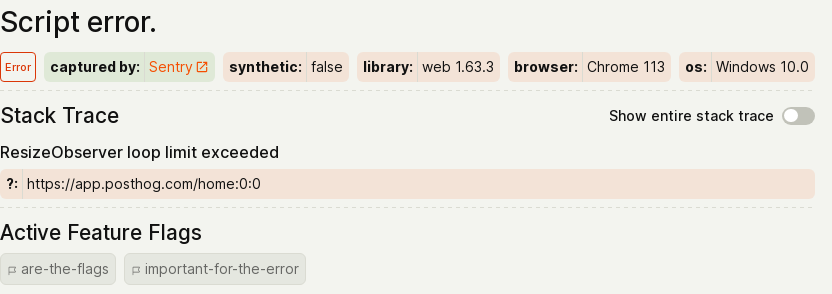 Script error.
Error captured by: Sentry synthetic: false library: web 1.63.3 browser: Chrome 113 os: Windows 10.0
Stack Trace Show entire stack trace
ResizeObserver loop limit exceeded
?: https://app.posthog.com/home:0:0
Active Feature Flags
are-the-flags important-for-the-error